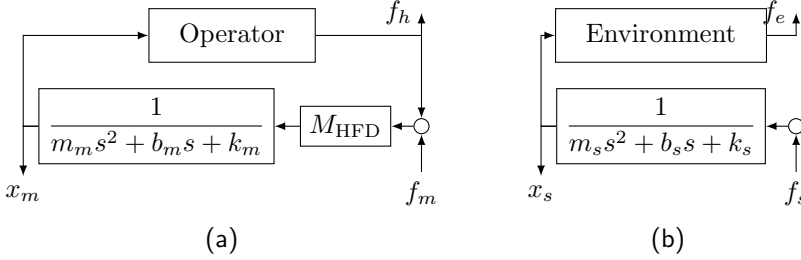 f_h
f_e
Operator
Environment
1
m_m s^2 + b_m s + k_m
M_HFD
1
m_s s^2 + b_s s + k_s
x_m
f_m
x_s
f_s
(a)
(b)